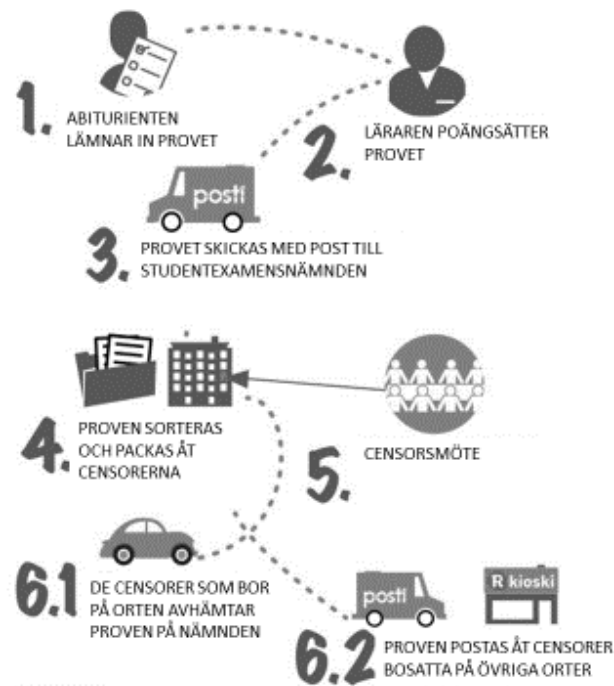 1.
ABITURIENTEN
LÄMNAR IN PROVET
2.
LÄRAREN POÄNGSÄTTER
PROVET
posti
3.
PROVET SKICKAS MED POST TILL
STUDENTEXAMENSNÄMNDEN
4.
PROVEN SORTERAS
OCH PACKAS ÅT
CENSORERNA
5.
CENSORSMÖTE
6.1
DE CENSORER SOM BOR
PÅ ORTEN AVHÄMTAR
PROVEN PÅ NÄMNDEN
posti
R kioski
6.2
PROVEN POSTAS ÅT CENSORER
BOSATTA PÅ ÖVRIGA ORTER